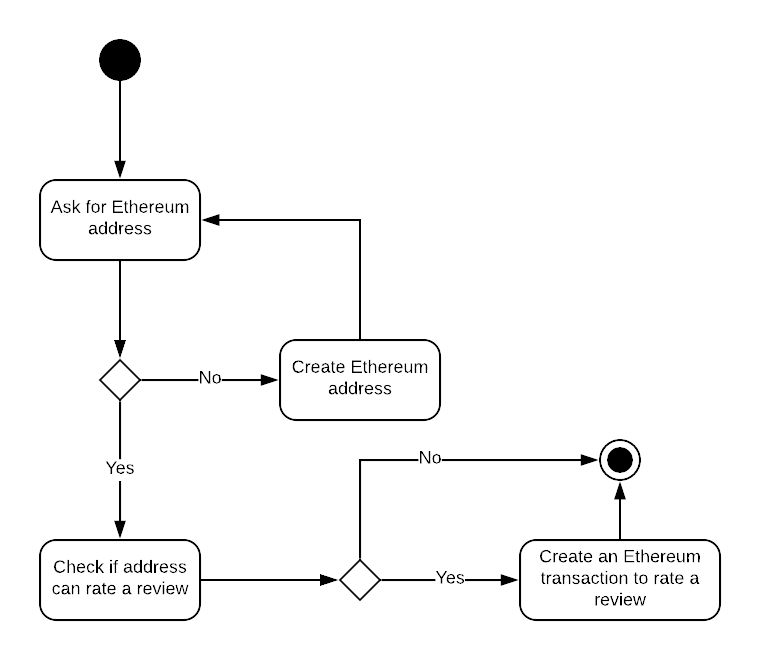 Ask for Ethereum
address
No
Create Ethereum
address
Yes
No
Check if address
can rate a review
Yes
Create an Ethereum
transaction to rate a
review